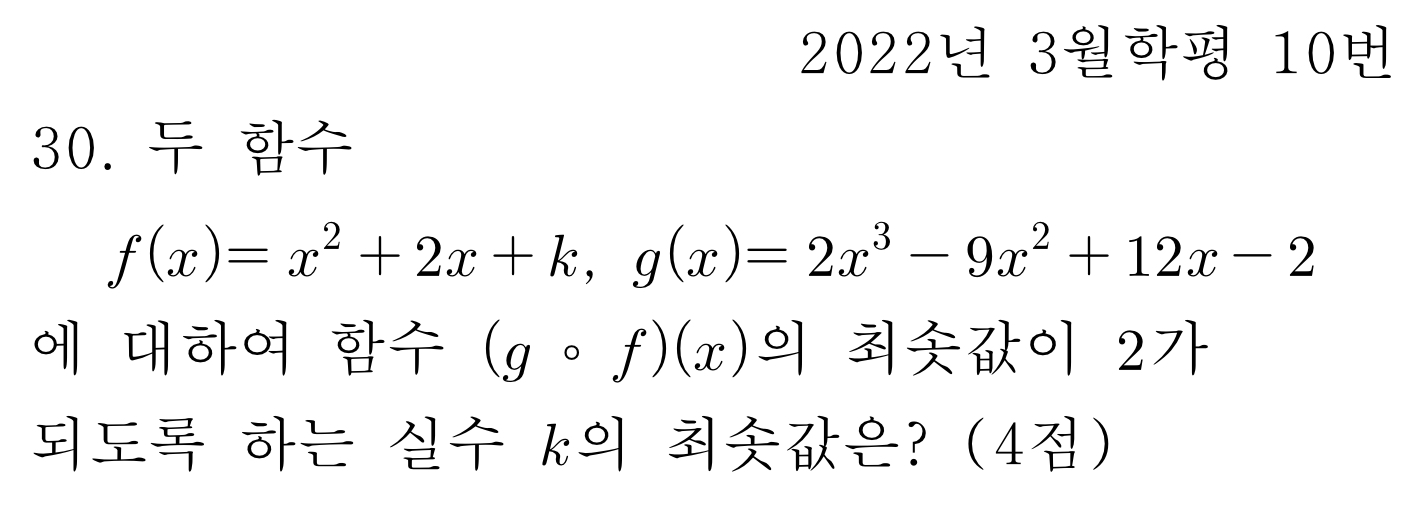 2022년 3월학평 10번
30. 두 함수
f(x)= x² + 2x + k, g(x)= 2x³ − 9x² + 12x − 2
에 대하여 함수 (g ∘ f)(x)의 최솟값이 2가
되도록 하는 실수 k의 최솟값은? (4점)